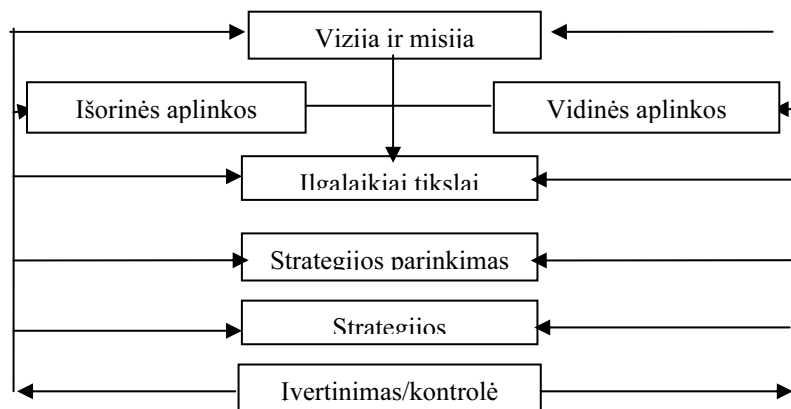 Vizija ir misija
Išorinės aplinkos
Vidinės aplinkos
Ilgalaikiai tikslai
Strategijos parinkimas
Strategijos
Ivertinimas/kontrolė